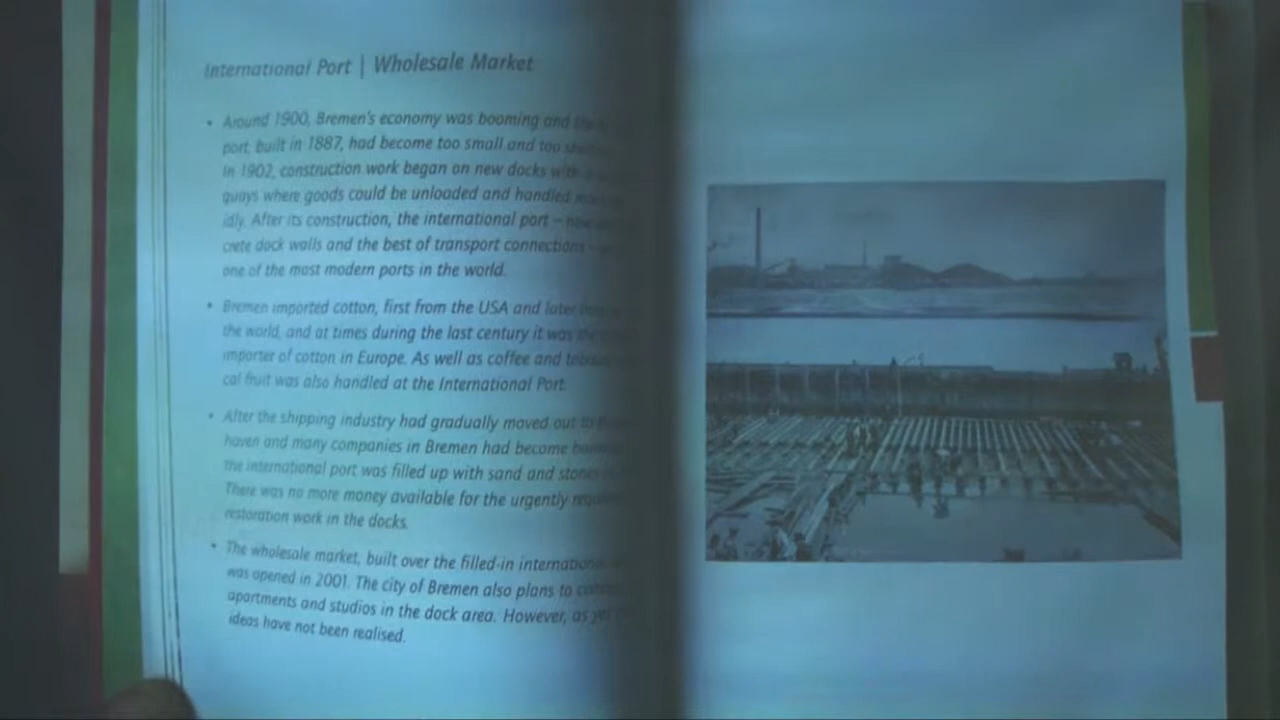 International Port | Wholesale Market
• Around 1900, Bremen's economy was booming and the
port, built in 1887, had become too small and too
In 1902, construction work began on new docks with
quays where goods could be unloaded and handled
idly. After its construction, the international port –
crete dock walls and the best of transport connections –
one of the most modern ports in the world.
• Bremen imported cotton, first from the USA and later
the world, and at times during the last century it was
importer of cotton in Europe. As well as coffee and
cal fruit was also handled at the International Port.
• After the shipping industry had gradually moved out to
haven and many companies in Bremen had become
the international port was filled up with sand and stones
There was no more money available for the urgently
restoration work in the docks.
• The wholesale market, built over the filled-in
was opened in 2001. The city of Bremen also plans to
apartments and studios in the dock area. However, as yet
ideas have not been realised.